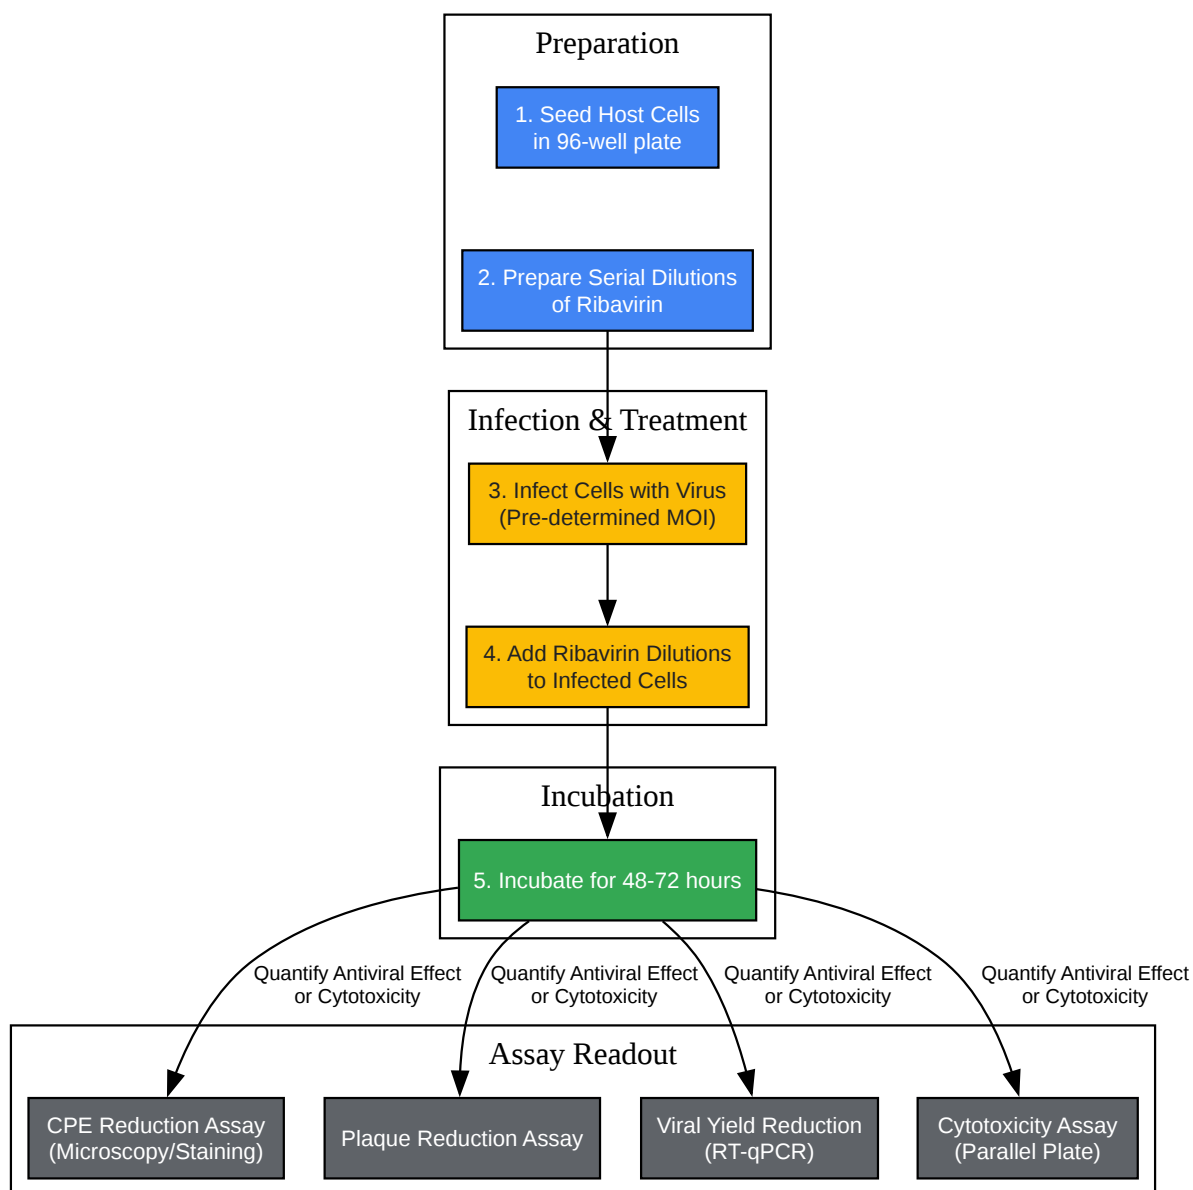 Preparation
1. Seed Host Cells
in 96-well plate
2. Prepare Serial Dilutions
of Ribavirin
Infection & Treatment
3. Infect Cells with Virus
(Pre-determined MOI)
4. Add Ribavirin Dilutions
to Infected Cells
Incubation
5. Incubate for 48-72 hours
Quantify Antiviral Effect
or Cytotoxicity
Quantify Antiviral Effect
or Cytotoxicity
Quantify Antiviral Effect
or Cytotoxicity
Quantify Antiviral Effect
or Cytotoxicity
Assay Readout
CPE Reduction Assay
(Microscopy/Staining)
Plaque Reduction Assay
Viral Yield Reduction
(RT-qPCR)
Cytotoxicity Assay
(Parallel Plate)